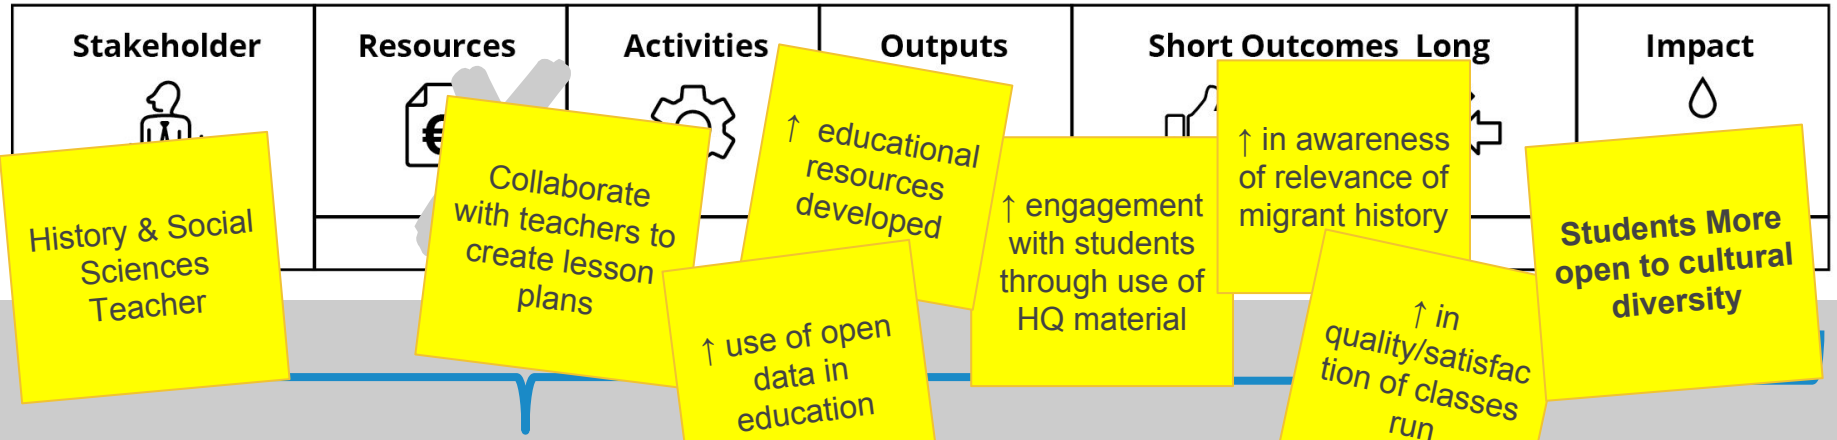 Stakeholder
Resources
Activities
Outputs
Short Outcomes Long
Impact
€
History & Social
Sciences
Teacher
Collaborate
with teachers to
create lesson
plans
↑ educational
resources
developed
↑ use of open
data in
education
↑ engagement
with students
through use of
HQ material
↑ in awareness
of relevance of
migrant history
↑ in
quality/satisfac
tion of classes
run
Students More
open to cultural
diversity